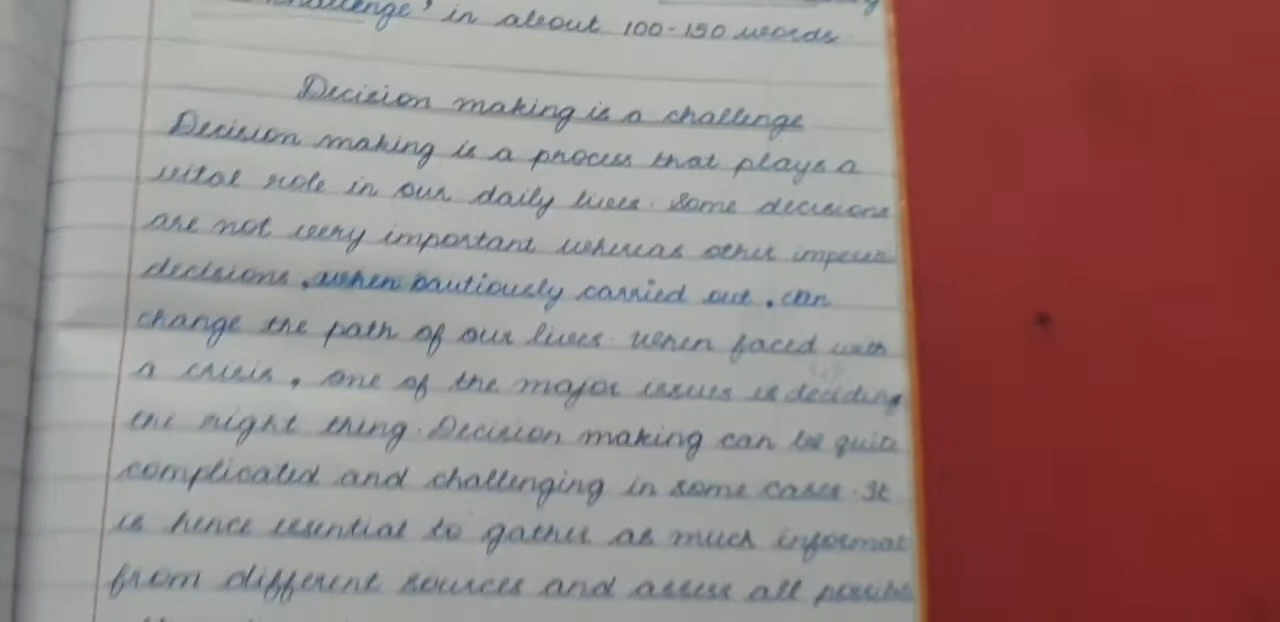 challenge' in about 100-150 words
Decision making is a challenge
Decision making is a process that plays a
vital role in our daily lives. Some decisions
are not very important whereas other
decisions, when cautiously carried out, can
change the path of our lives. When faced with
a crisis, one of the major issues is deciding
the right thing. Decision making can be quite
complicated and challenging in some cases. It
is hence essential to gather as much informat
from different sources and assess all possible